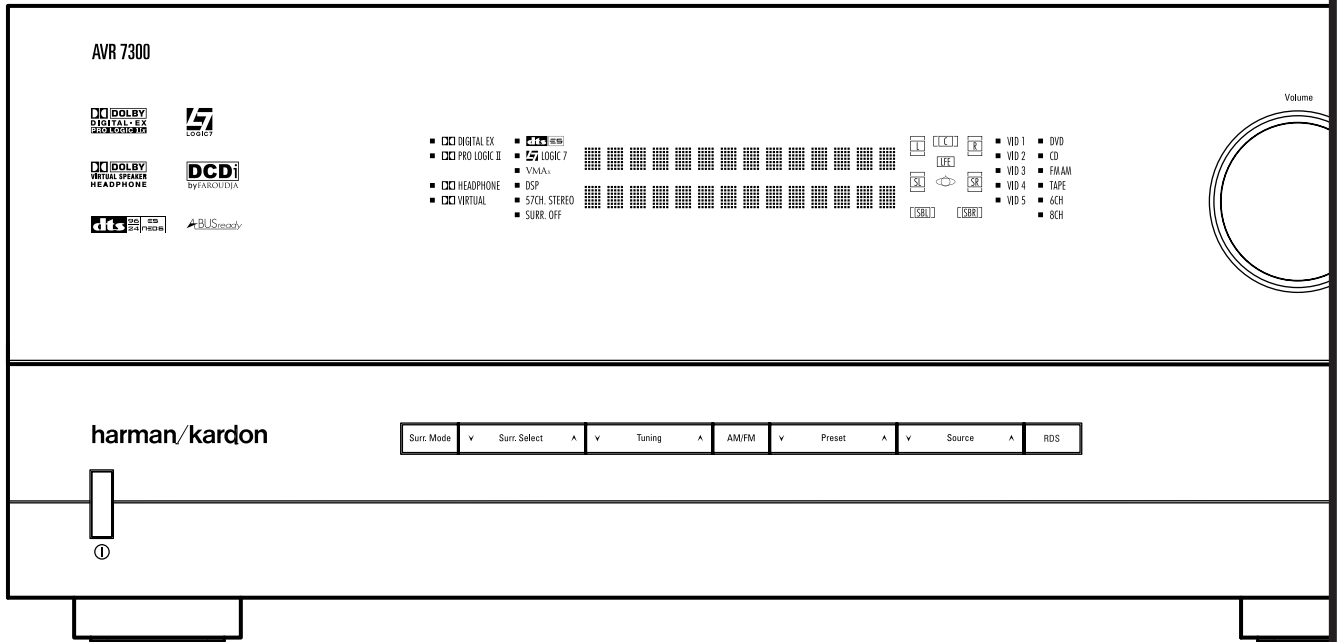 AVR 7300
Volume
DOLBY
DIGITAL·EX
PRO LOGIC IIx
LOGIC7
DOLBY
VIRTUAL SPEAKER
HEADPHONE
DCDi
by FAROUDJA
dts 96 24 ES NEO:6
A-BUS ready
DIGITAL EX
PRO LOGIC II
HEADPHONE
VIRTUAL
dts ES
LOGIC 7
VMAx
DSP
57CH. STEREO
SURR. OFF
L C R
LFE
SL SR
SBL SBR
VID 1
VID 2
VID 3
VID 4
VID 5
DVD
CD
FM AM
TAPE
6CH
8CH
harman/kardon
Surr. Mode Surr. Select Tuning AM/FM Preset Source RDS